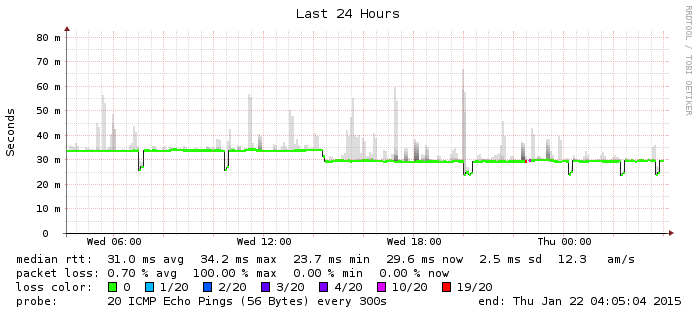 Last 24 Hours
RRDTOOL / TOBI OETIKER
Seconds
80 m
70 m
60 m
50 m
40 m
30 m
20 m
10 m
0
Wed 06:00 Wed 12:00 Wed 18:00 Thu 00:00
median rtt: 31.0 ms avg 34.2 ms max 23.7 ms min 29.6 ms now 2.5 ms sd 12.3 am/s
packet loss: 0.70 % avg 100.00 % max 0.00 % min 0.00 % now
loss color: 0 1/20 2/20 3/20 4/20 10/20 19/20
probe: 20 ICMP Echo Pings (56 Bytes) every 300s end: Thu Jan 22 04:05:04 2015